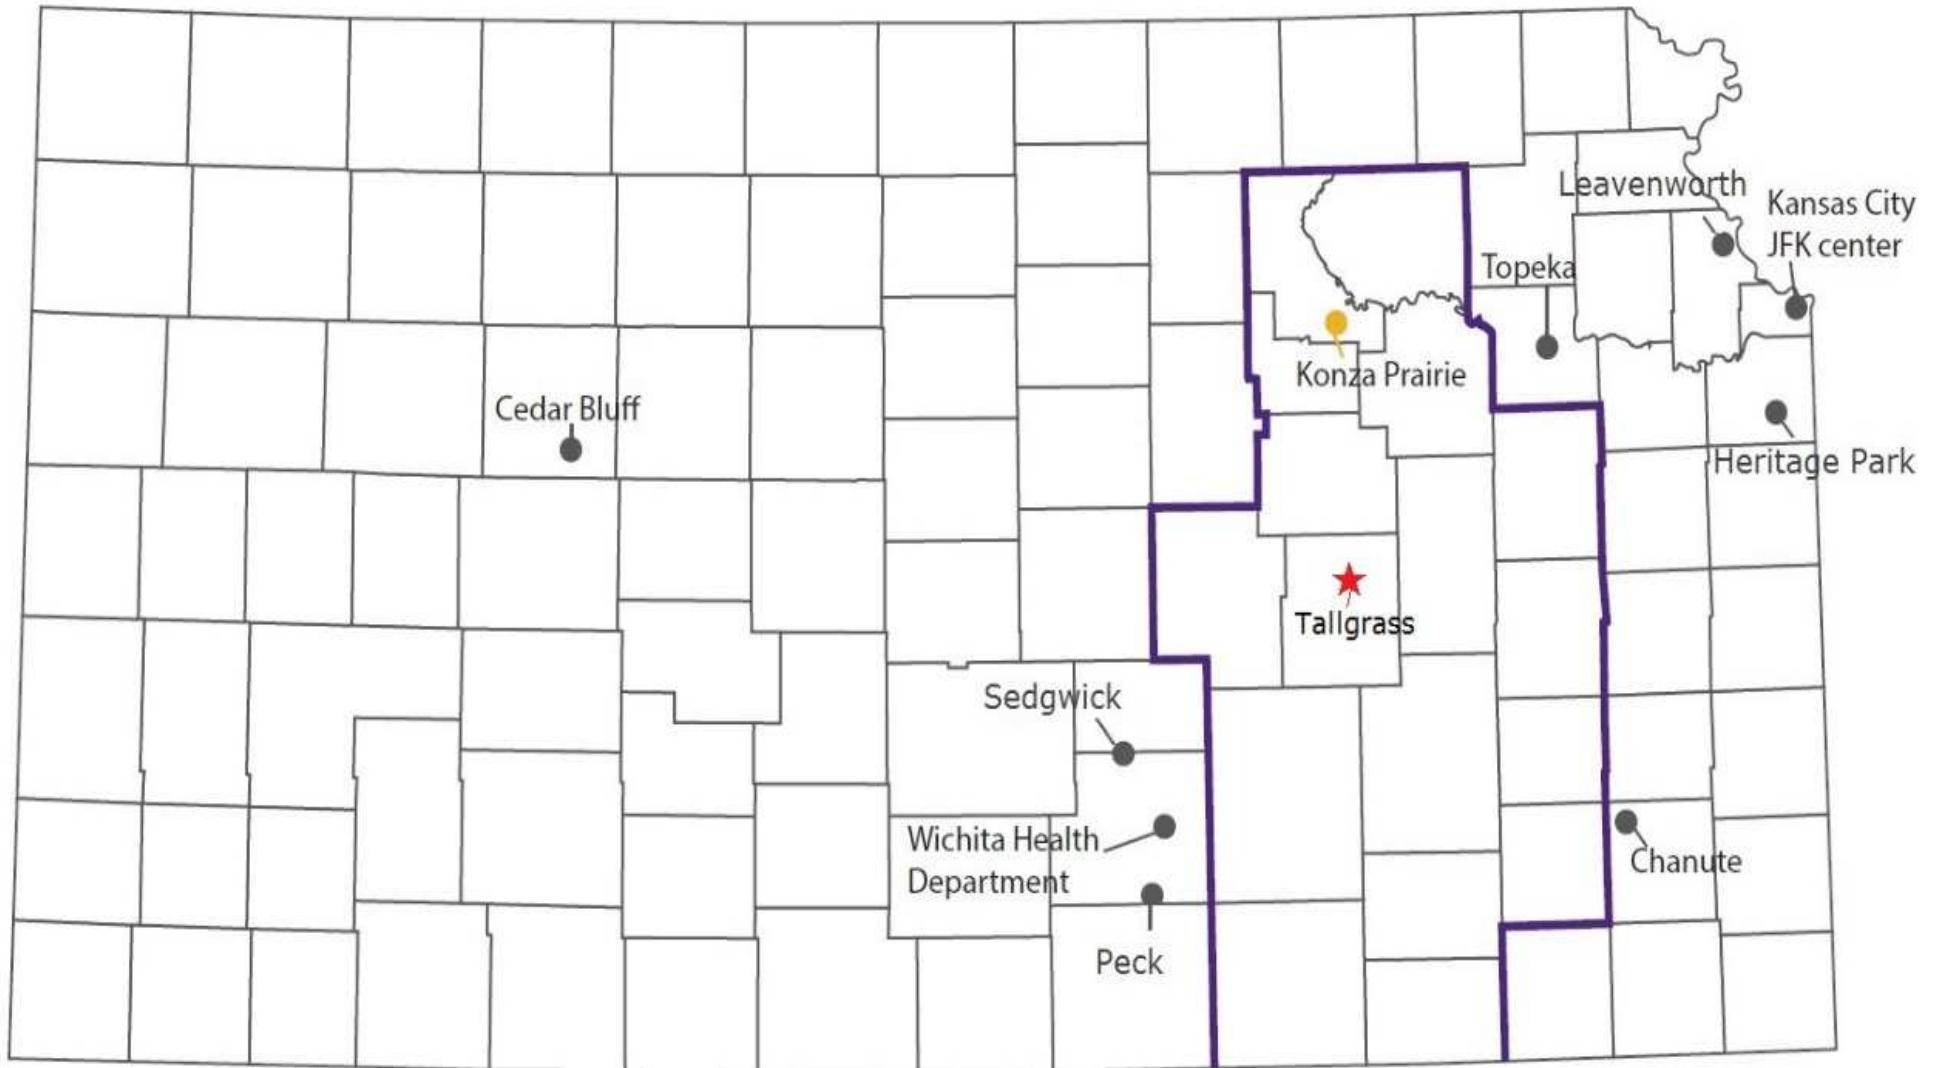 Leavenworth
Kansas City
JFK center
Topeka
Konza Prairie
Cedar Bluff
Heritage Park
Tallgrass
Sedgwick
Wichita Health
Department
Chanute
Peck